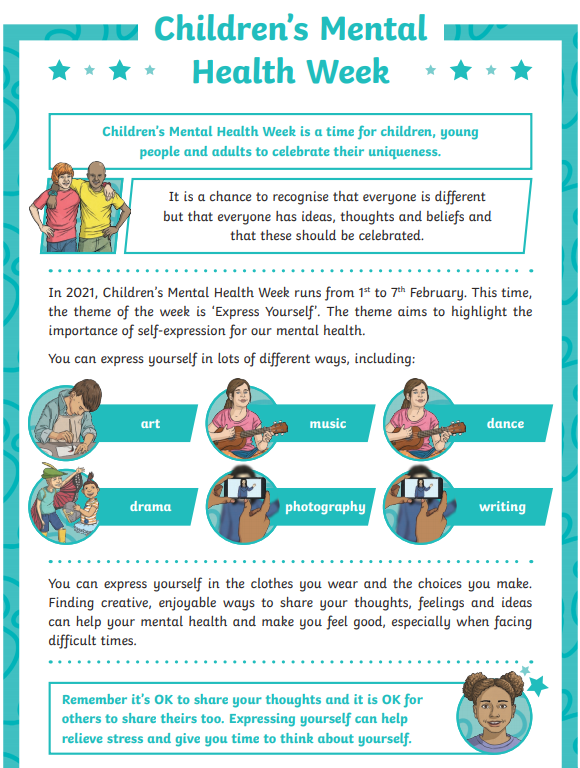 Children's Mental
Health Week
Children's Mental Health Week is a time for children, young
people and adults to celebrate their uniqueness.
It is a chance to recognise that everyone is different
but that everyone has ideas, thoughts and beliefs and
that these should be celebrated.
In 2021, Children's Mental Health Week runs from 1st to 7th February. This time,
the theme of the week is 'Express Yourself'. The theme aims to highlight the
importance of self-expression for our mental health.
You can express yourself in lots of different ways, including:
art
music
dance
drama
photography
writing
You can express yourself in the clothes you wear and the choices you make.
Finding creative, enjoyable ways to share your thoughts, feelings and ideas
can help your mental health and make you feel good, especially when facing
difficult times.
Remember it's OK to share your thoughts and it is OK for
others to share theirs too. Expressing yourself can help
relieve stress and give you time to think about yourself.